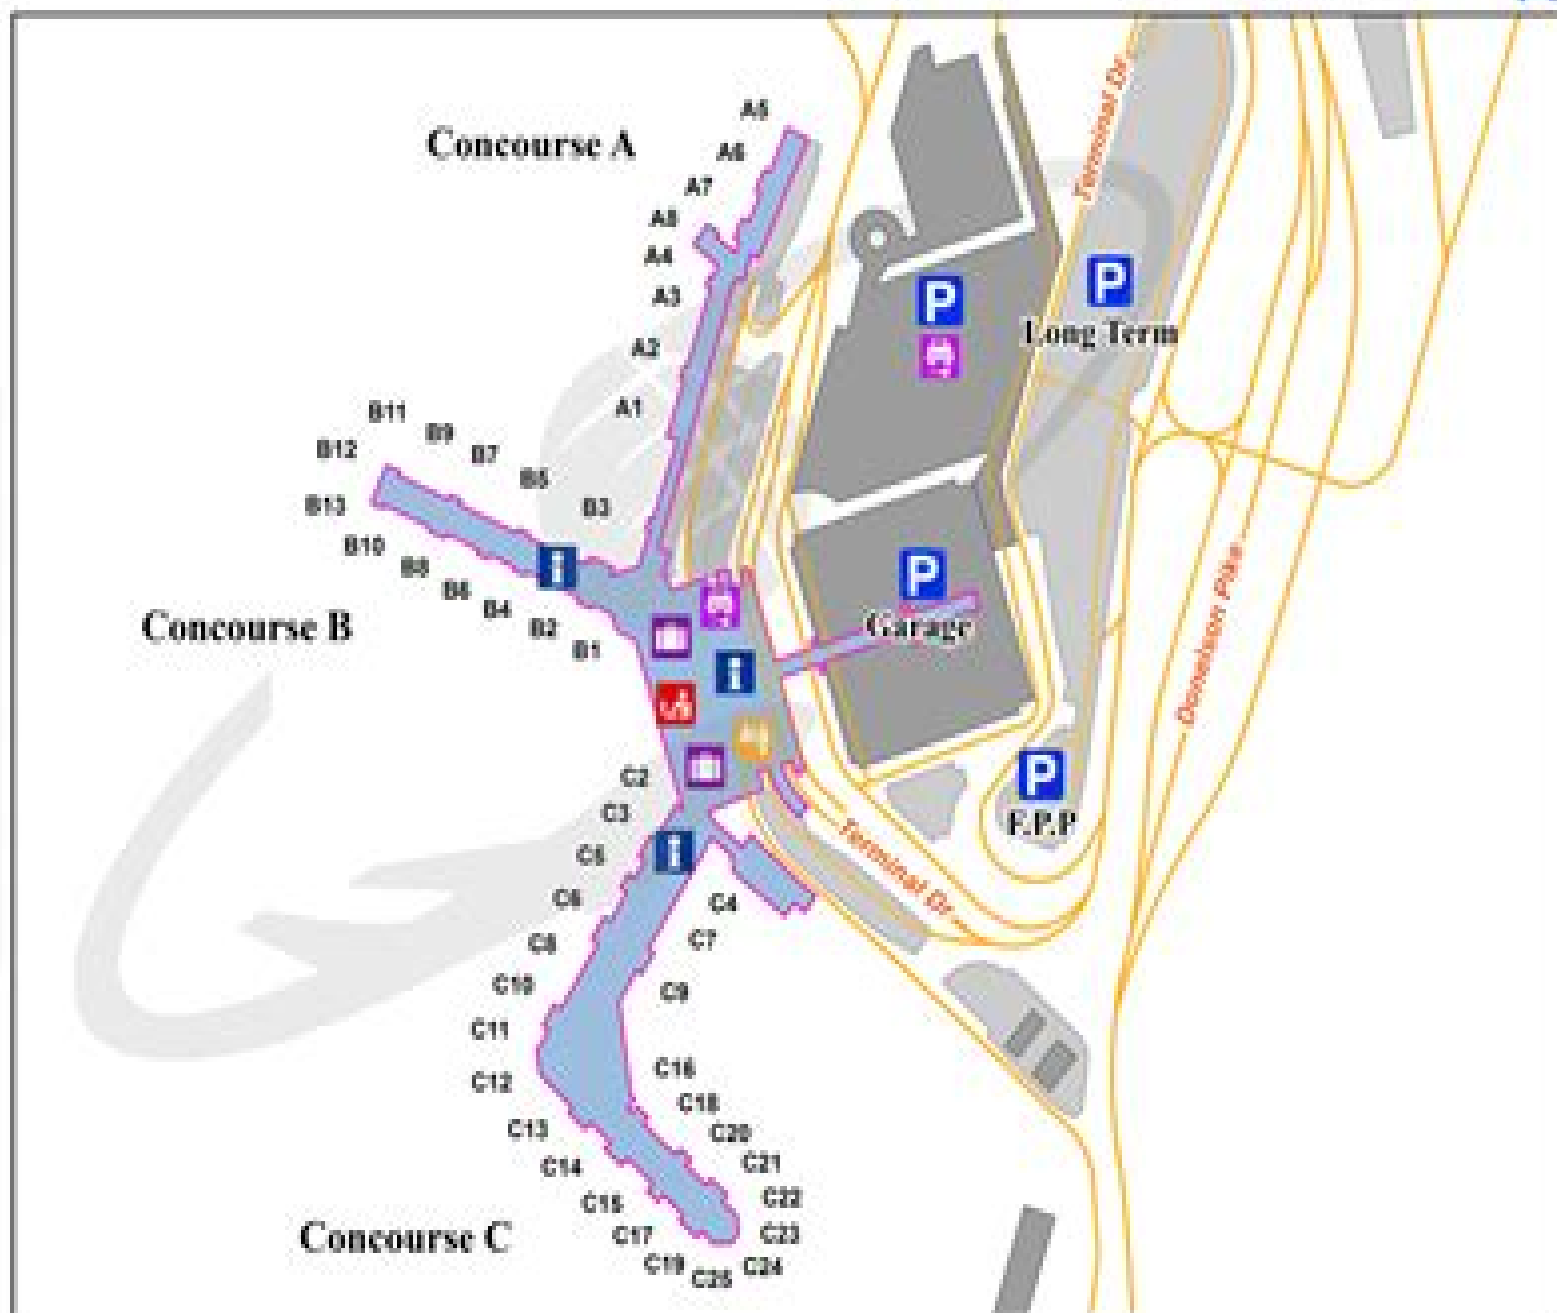 Concourse A
A5
A6
A7
A8
A4
A3
A2
A1
Terminal Dr.
P
P
Long Term
B11
B9
B7
B5
B3
B12
B13
B10
B8
B6
B4
B2
B1
Concourse B
P
Garage
Donelson Pike
P
F.P.P
Terminal Dr.
C2
C3
C5
C6
C8
C10
C11
C12
C13
C14
C15
C17
C19
C25
C24
C23
C22
C21
C20
C18
C16
C9
C7
C4
Concourse C